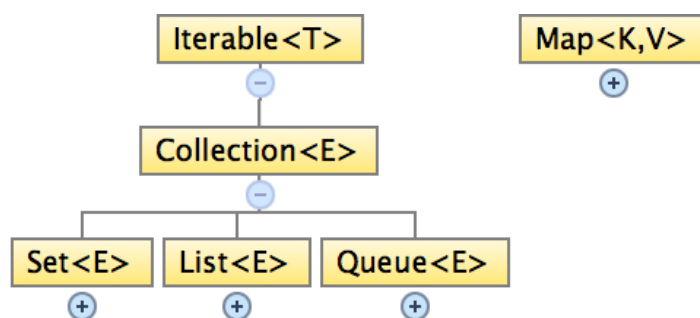 Iterable<T>
Map<K,V>
Collection<E>
Set<E>
List<E>
Queue<E>